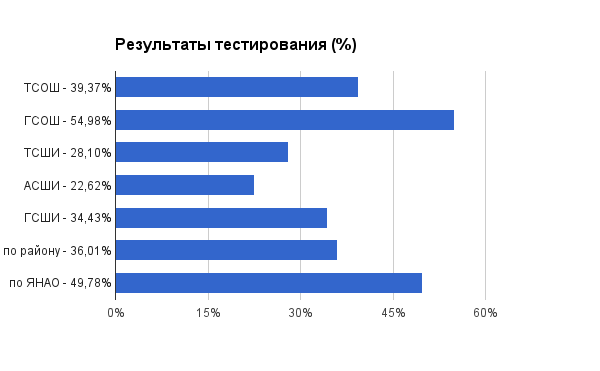 Результаты тестирования (%)
ТСОШ - 39,37%
ГСОШ - 54,98%
ТСШИ - 28,10%
АСШИ - 22,62%
ГСШИ - 34,43%
по району - 36,01%
по ЯНАО - 49,78%
0% 15% 30% 45% 60%